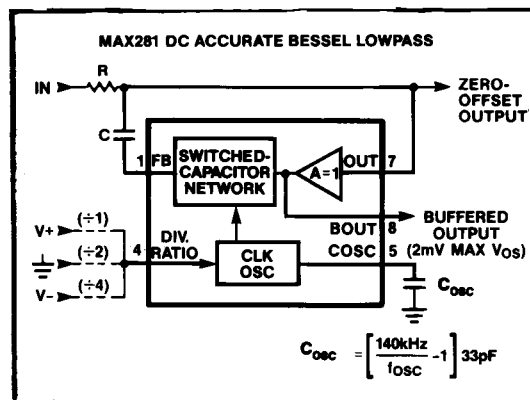 MAX281 DC ACCURATE BESSEL LOWPASS
IN
R
ZERO-
OFFSET
OUTPUT
C
1
FB
SWITCHED-
CAPACITOR
NETWORK
A=1
OUT
7
BOUT
8
BUFFERED
OUTPUT
(2mV MAX VOS)
V+
(÷1)
(÷2)
V–
(÷4)
4
DIV.
RATIO
CLK
OSC
COSC
5
COSC
COSC = [140kHz/fOSC -1] 33pF